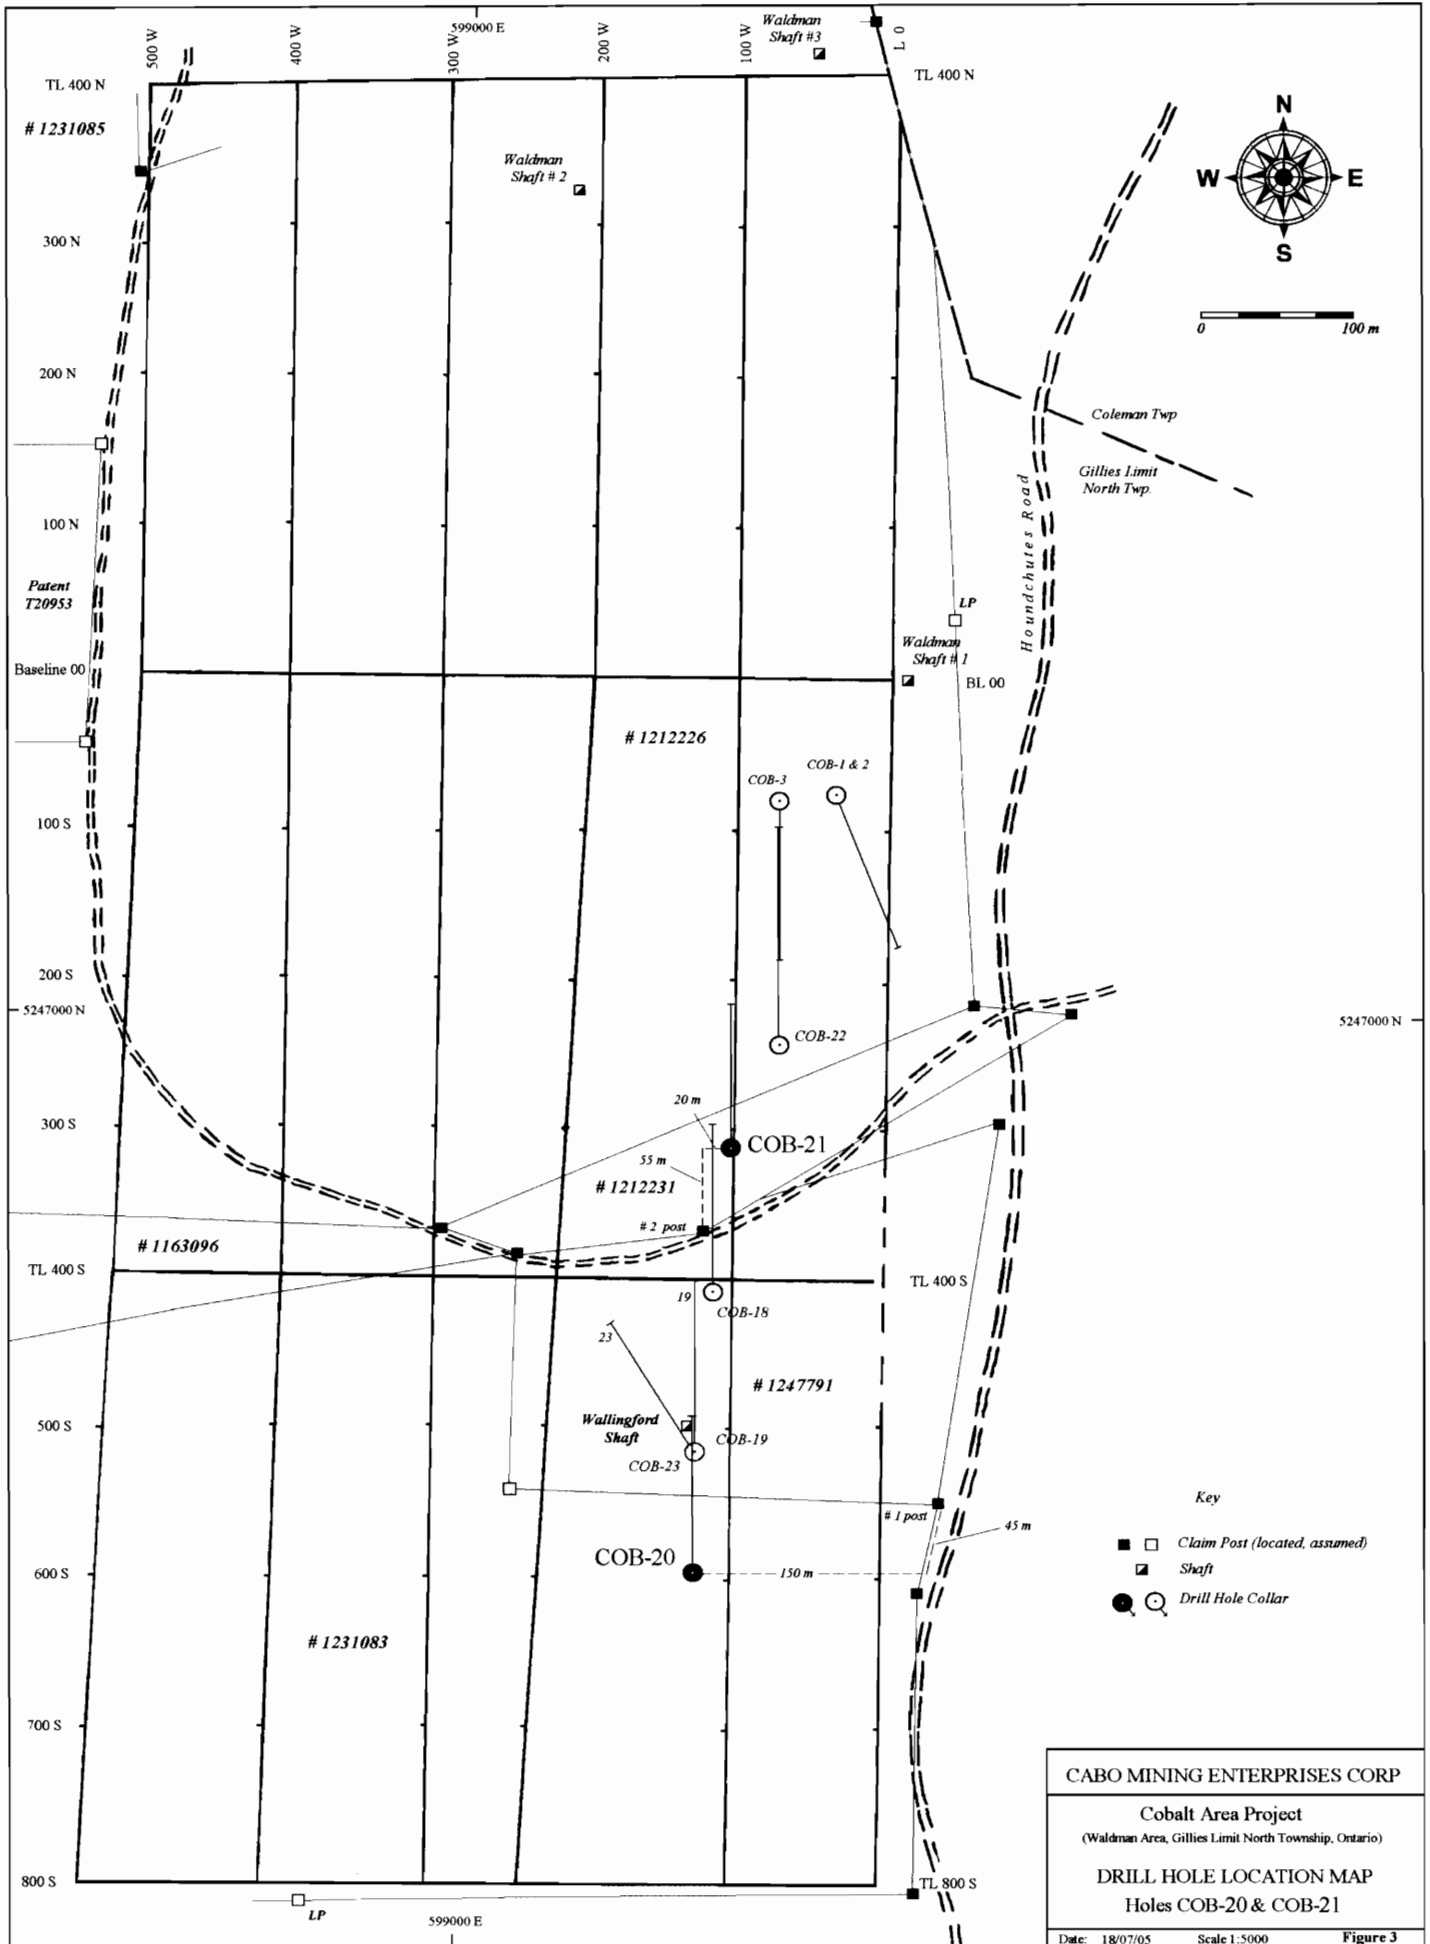 500 W
400 W
300 W
599000 E
200 W
100 W
Waldman
Shaft #3
L 0
TL 400 N
TL 400 N
# 1231085
Waldman
Shaft # 2
N
W
E
S
300 N
0
100 m
200 N
Coleman Twp
Gillies Limit
North Twp.
Houndchutes Road
100 N
Patent
T20953
LP
Waldman
Shaft # 1
Baseline 00
BL 00
# 1212226
COB-3
COB-1 & 2
100 S
200 S
5247000 N
5247000 N
COB-22
20 m
300 S
COB-21
55 m
# 1212231
# 2 post
# 1163096
TL 400 S
TL 400 S
19
COB-18
23
# 1247791
Wallingford
Shaft
500 S
COB-19
COB-23
# 1 post
45 m
Key
Claim Post (located, assumed)
Shaft
Drill Hole Collar
COB-20
600 S
150 m
# 1231083
700 S
800 S
TL 800 S
LP
599000 E
CABO MINING ENTERPRISES CORP
Cobalt Area Project
(Waldman Area, Gillies Limit North Township, Ontario)
DRILL HOLE LOCATION MAP
Holes COB-20 & COB-21
Date: 18/07/05 Scale 1:5000 Figure 3